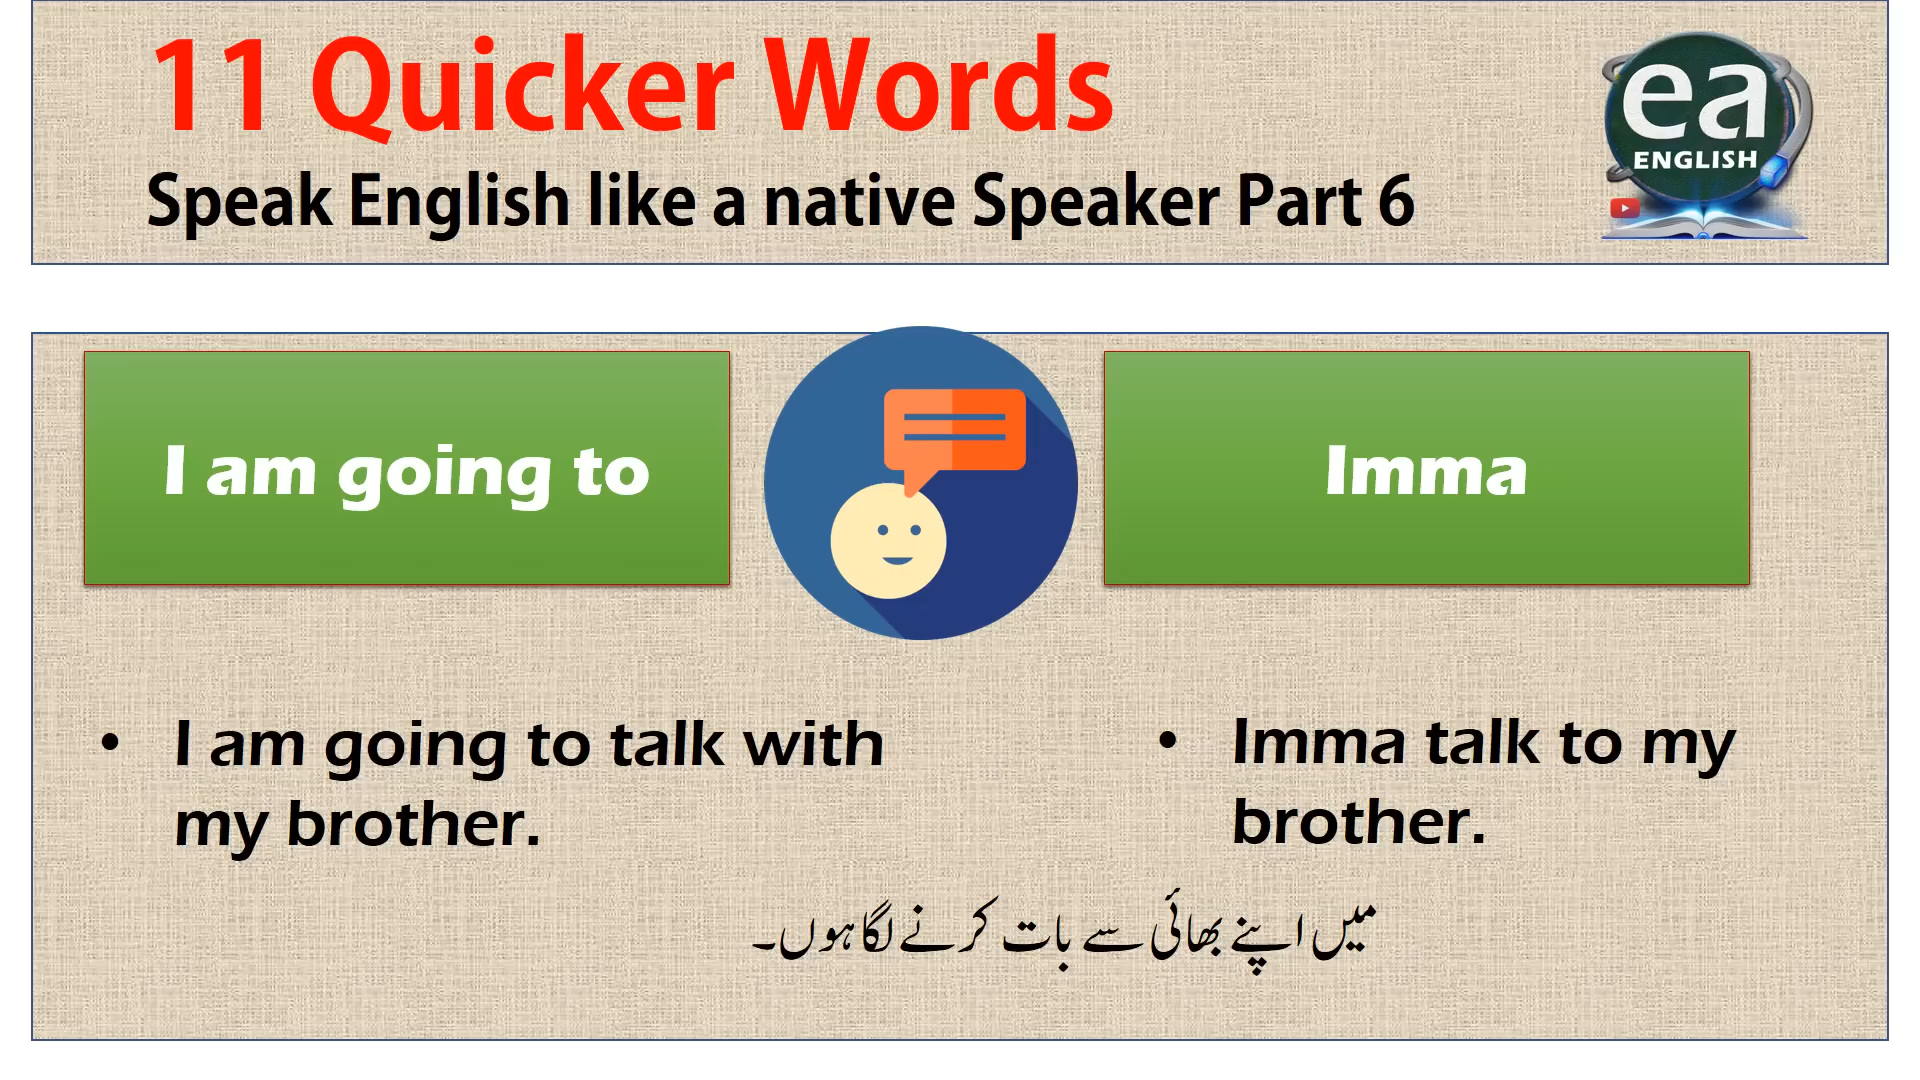 11 Quicker Words
Speak English like a native Speaker Part 6
ea
ENGLISH
I am going to
Imma
• I am going to talk with
my brother.
• Imma talk to my
brother.
میں اپنے بھائی سے بات کرنے لگا ہوں۔